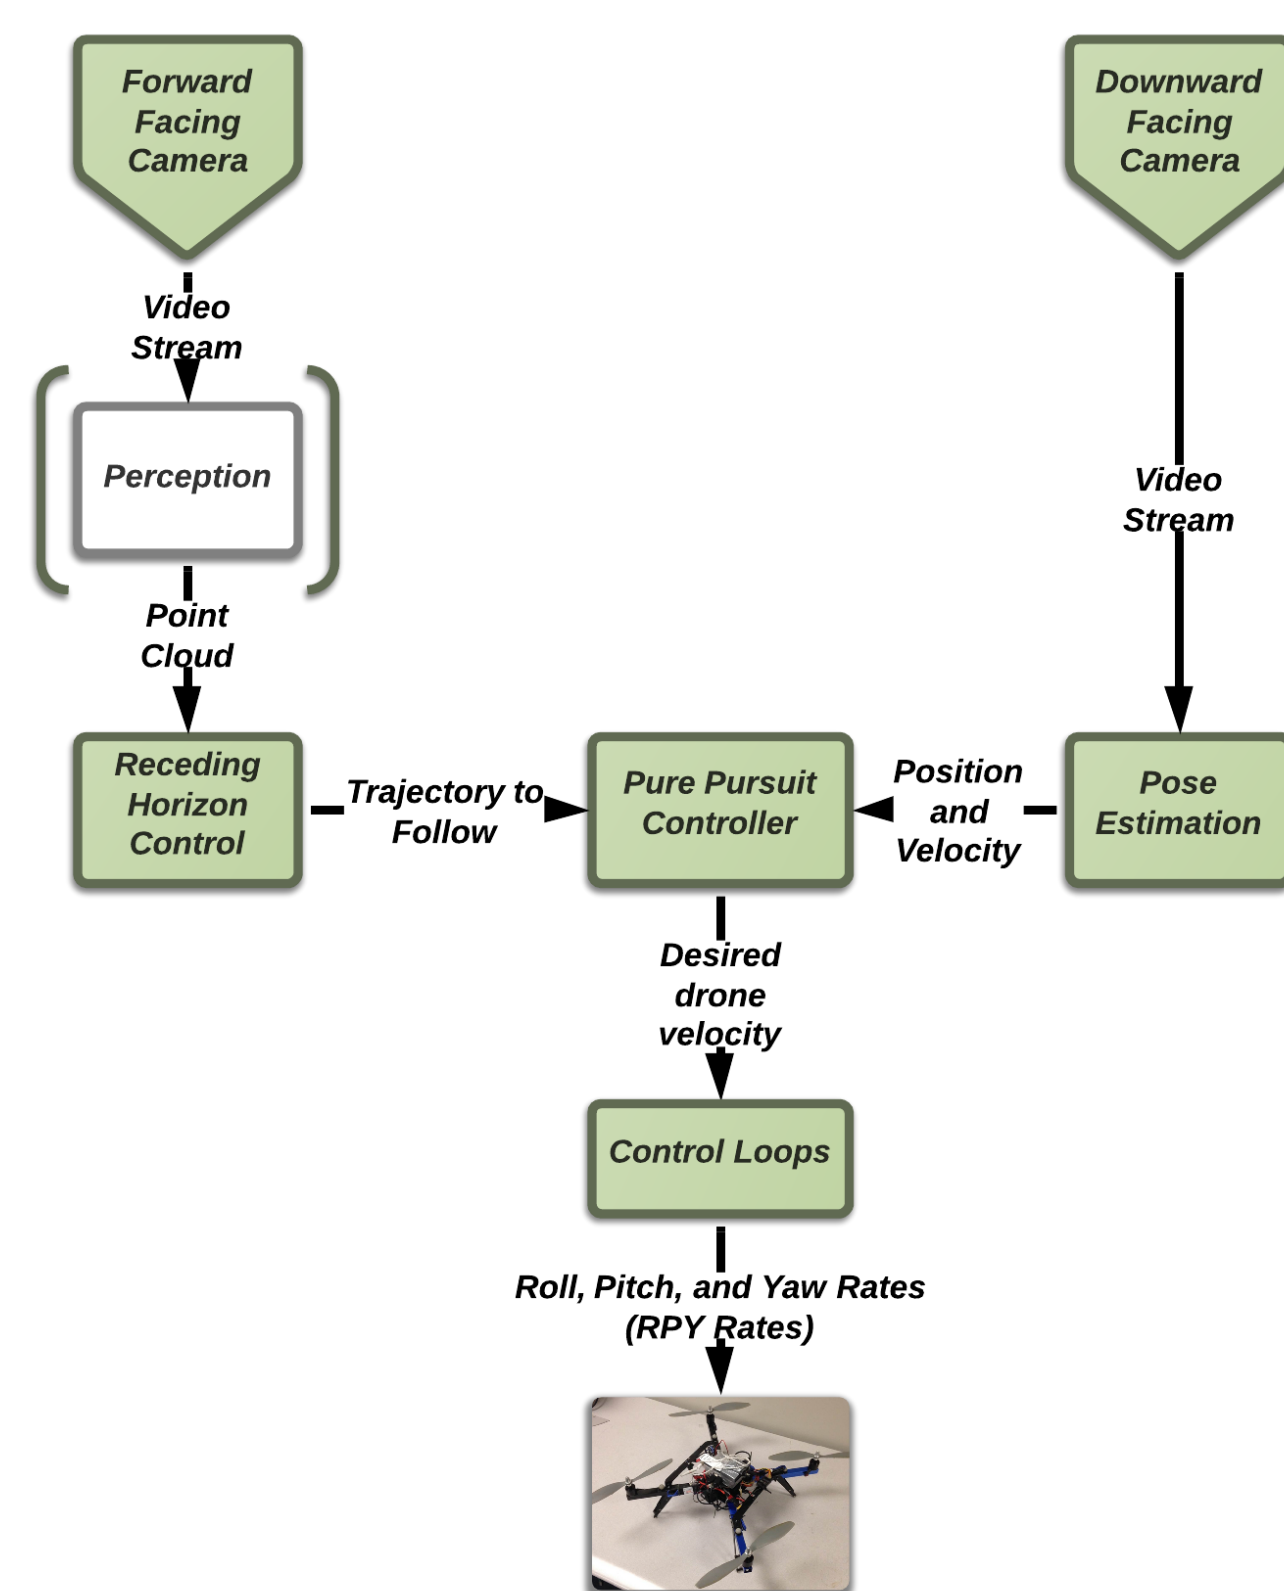 Forward
Facing
Camera
Downward
Facing
Camera
Video
Stream
Perception
Video
Stream
Point
Cloud
Receding
Horizon
Control
Trajectory to
Follow
Pure Pursuit
Controller
Position
and
Velocity
Pose
Estimation
Desired
drone
velocity
Control Loops
Roll, Pitch, and Yaw Rates
(RPY Rates)